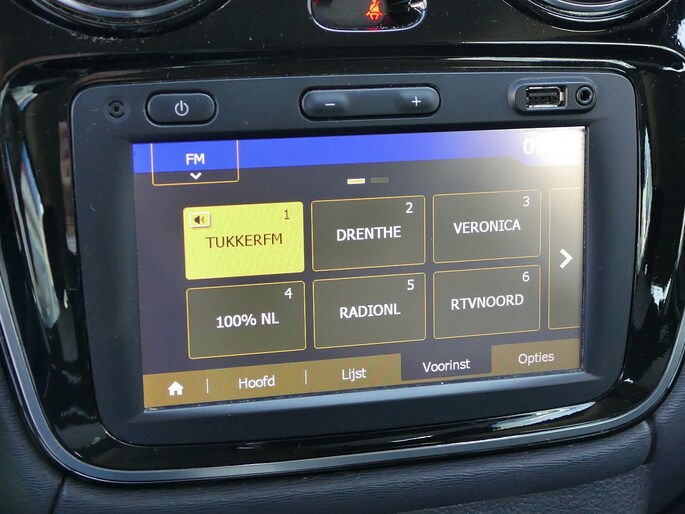 − +
FM
1 TUKKERFM
2 DRENTHE
3 VERONICA
4 100% NL
5 RADIONL
6 RTVNOORD
Hoofd Lijst Voorinst Opties